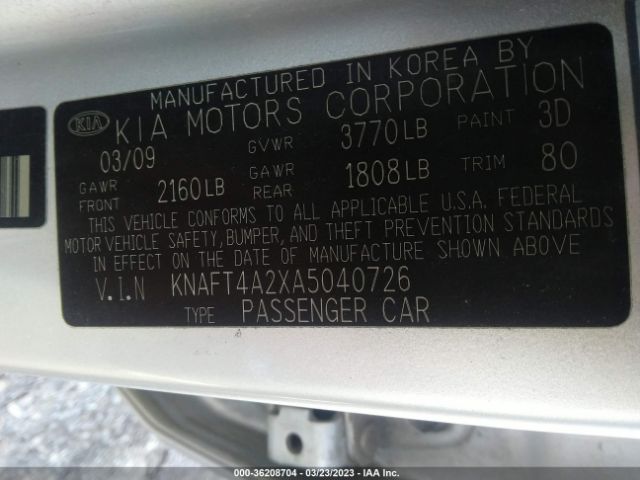 MANUFACTURED IN KOREA BY
KIA KIA MOTORS CORPORATION
03/09 GVWR 3770LB PAINT 3D
GAWR FRONT 2160LB GAWR REAR 1808LB TRIM 80
THIS VEHICLE CONFORMS TO ALL APPLICABLE U.S.A. FEDERAL
MOTOR VEHICLE SAFETY, BUMPER, AND THEFT PREVENTION STANDARDS
IN EFFECT ON THE DATE OF MANUFACTURE SHOWN ABOVE
V.I.N KNAFT4A2XA5040726
TYPE PASSENGER CAR
000-36208704 - 03/23/2023 - IAA Inc.